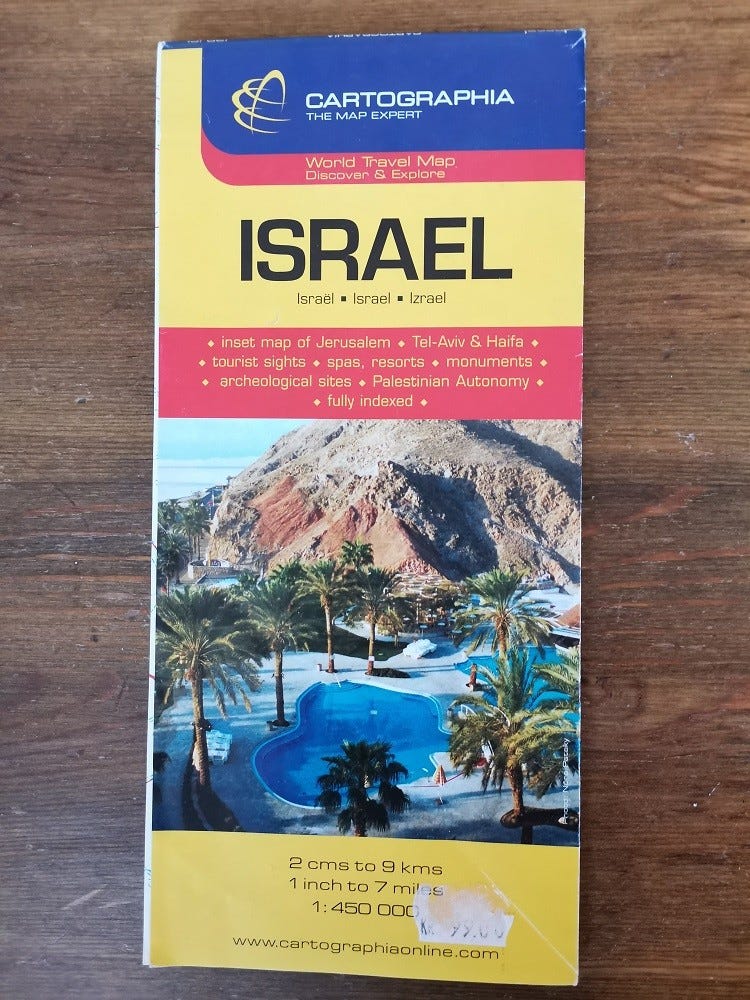 CARTOGRAPHIA
THE MAP EXPERT
World Travel Map
Discover & Explore
ISRAEL
Israël ▪ Israel ▪ Izrael
⬥ inset map of Jerusalem ⬥ Tel-Aviv & Haifa ⬥
⬥ tourist sights ⬥ spas, resorts ⬥ monuments ⬥
⬥ archeological sites ⬥ Palestinian Autonomy ⬥
⬥ fully indexed ⬥
2 cms to 9 kms
1 inch to 7 miles
1:450 000
99.00
www.cartographiaonline.com